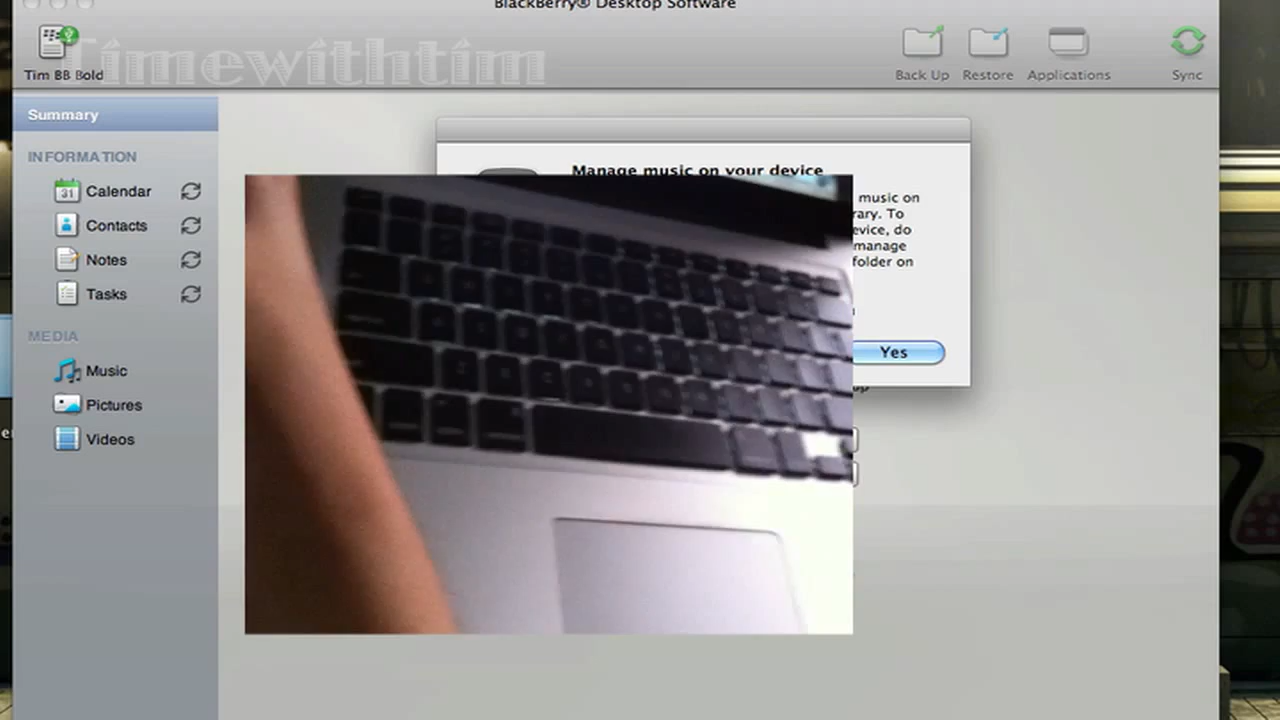 BlackBerry® Desktop Software
Timewithtim
Tim BB Bold
Back Up
Restore
Applications
Sync
Summary
INFORMATION
31
Calendar
Contacts
Notes
Tasks
MEDIA
Music
Pictures
Videos
Manage music on your device
music on
rary. To
evice, do
manage
folder on
Yes